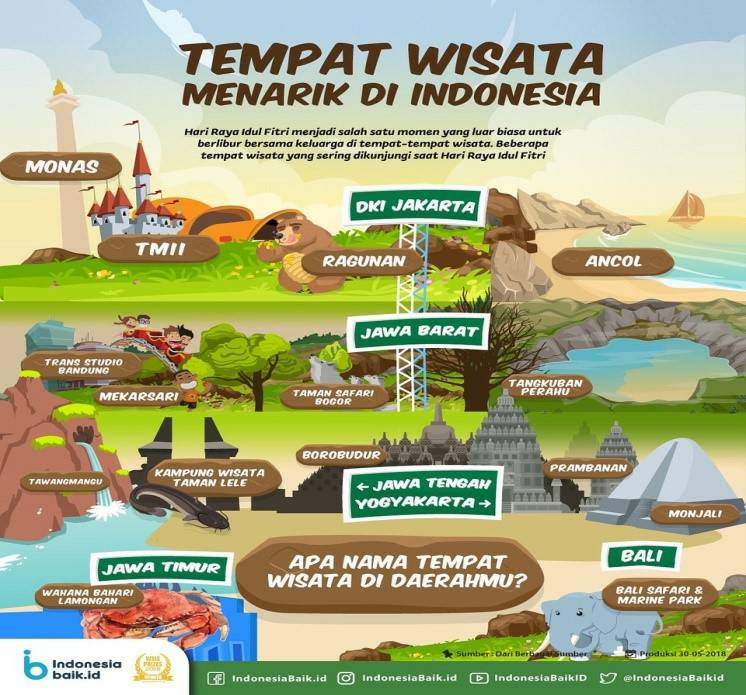 TEMPAT WISATA
MENARIK DI INDONESIA
Hari Raya Idul Fitri menjadi salah satu momen yang luar biasa untuk
berlibur bersama keluarga di tempat-tempat wisata. Beberapa
tempat wisata yang sering dikunjungi saat Hari Raya Idul Fitri
MONAS
DKI JAKARTA
TMII
RAGUNAN
ANCOL
JAWA BARAT
TRANS STUDIO
BANDUNG
MEKARSARI
TAMAN SAFARI
BOGOR
TANGKUBAN
PERAHU
BOROBUDUR
TAWANGMANGU
KAMPUNG WISATA
TAMAN LELE
PRAMBANAN
← JAWA TENGAH
YOGYAKARTA →
MONJALI
JAWA TIMUR
APA NAMA TEMPAT
WISATA DI DAERAHMU?
BALI
WAHANA BAHARI
LAMONGAN
BALI SAFARI &
MARINE PARK
Sumber : Dari Berbagai Sumber
Produksi 30-05-2018
Indonesia
baik.id
WSIS
PRIZES
IndonesiaBaik.id
IndonesiaBaik.id
IndonesiaBaikID
@IndonesiaBaikid